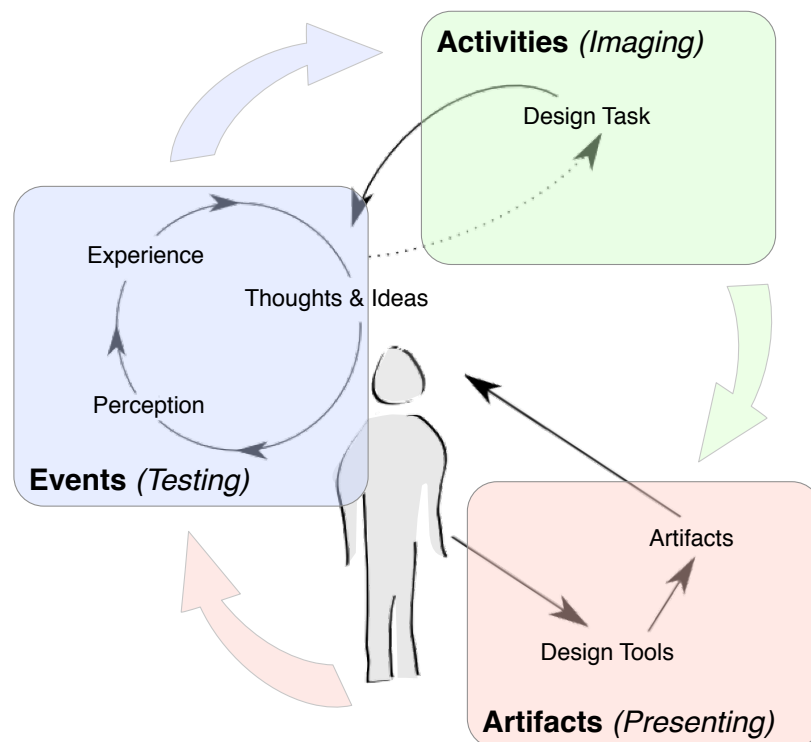 Activities (Imaging)
Design Task
Experience
Thoughts & Ideas
Perception
Events (Testing)
Artifacts
Design Tools
Artifacts (Presenting)